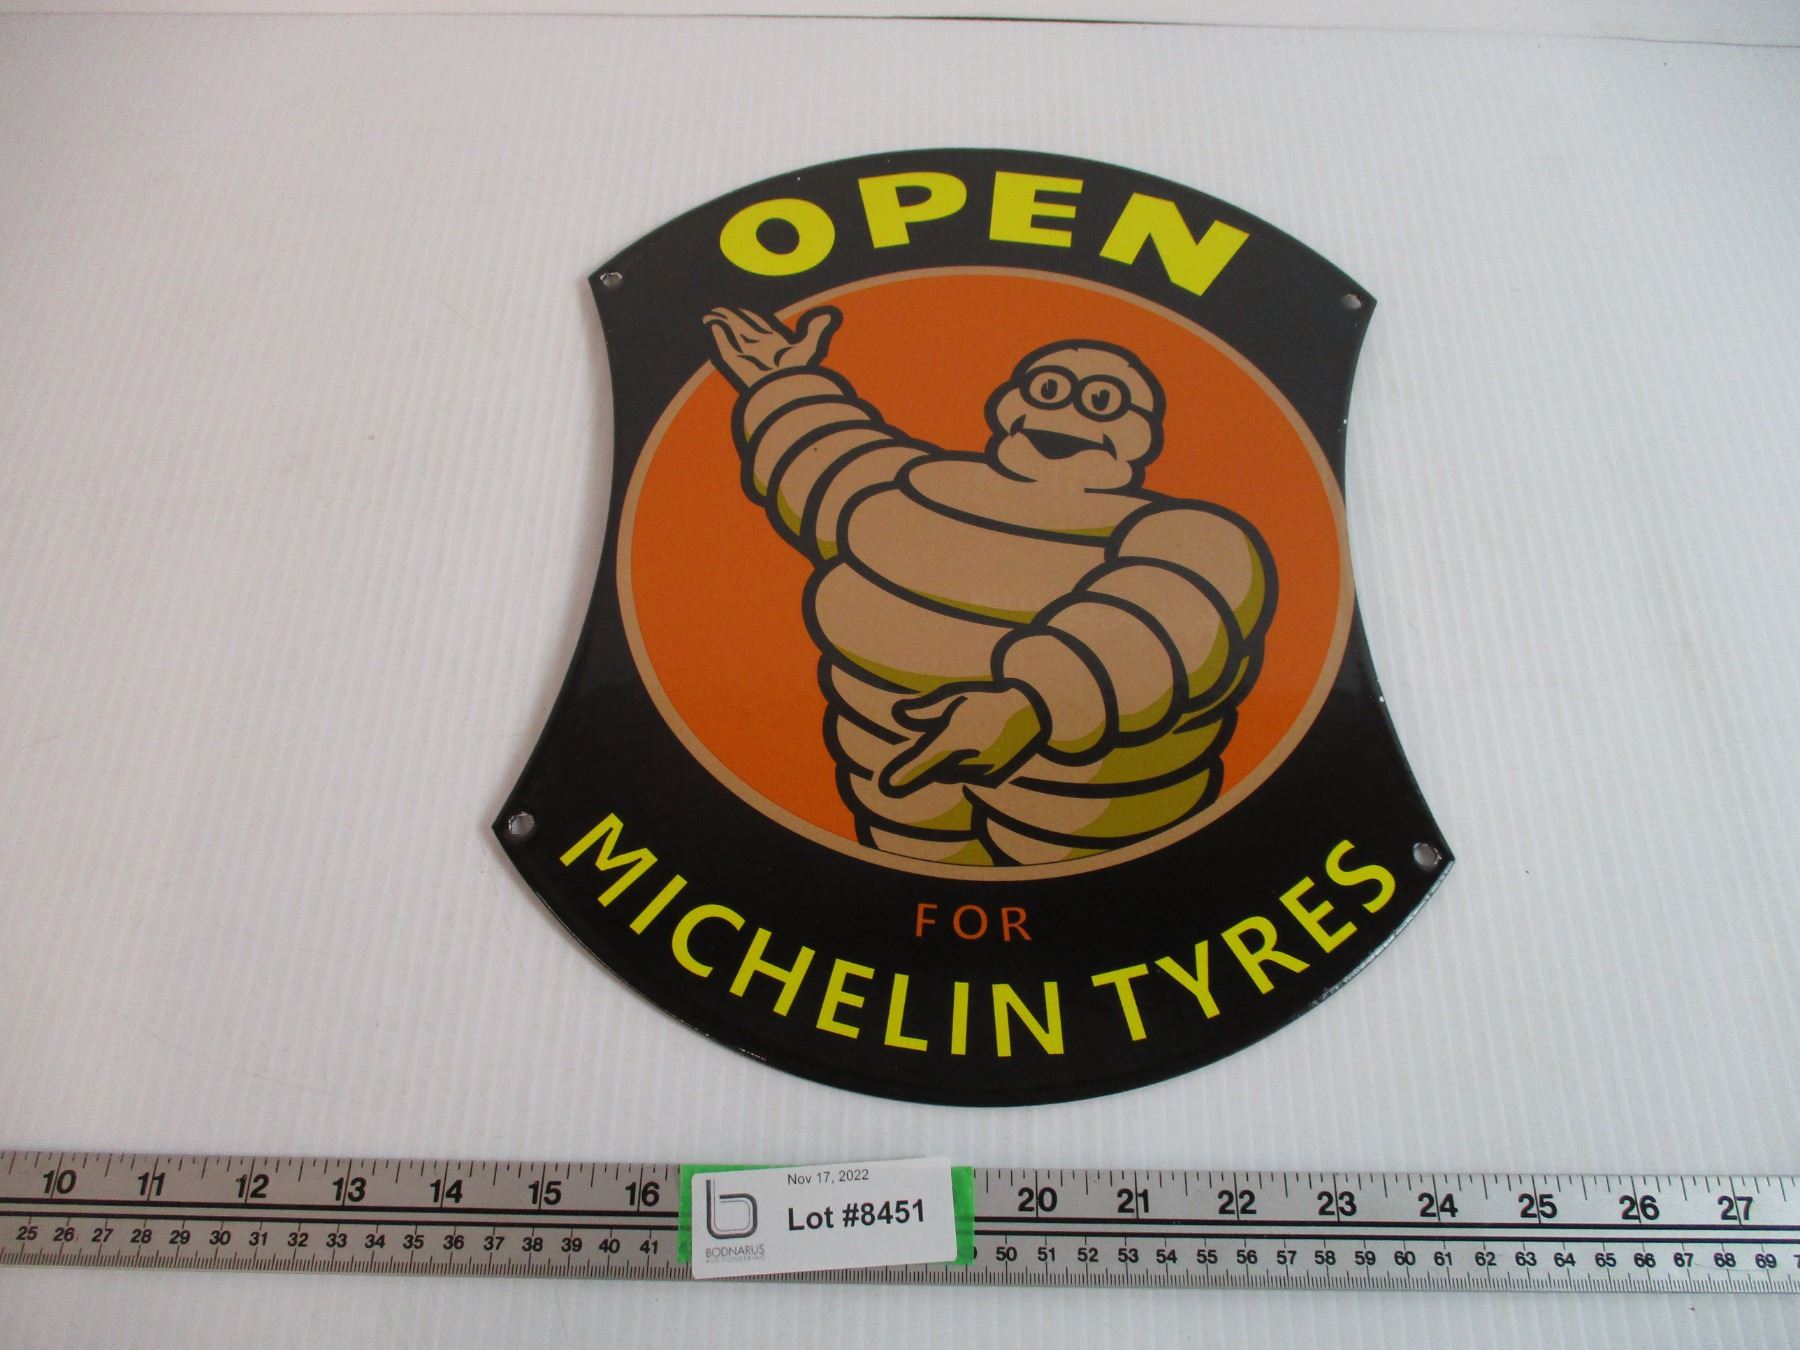 OPEN
FOR
MICHELIN TYRES
10 11 12 13 14 15 16 20 21 22 23 24 25 26 27
25 26 27 28 29 30 31 32 33 34 35 36 37 38 39 40 41 50 51 52 53 54 55 56 57 58 59 60 61 62 63 64 65 66 67 68 69
Nov 17, 2022
Lot #8451
b
BODNARUS
AUCTIONEERING